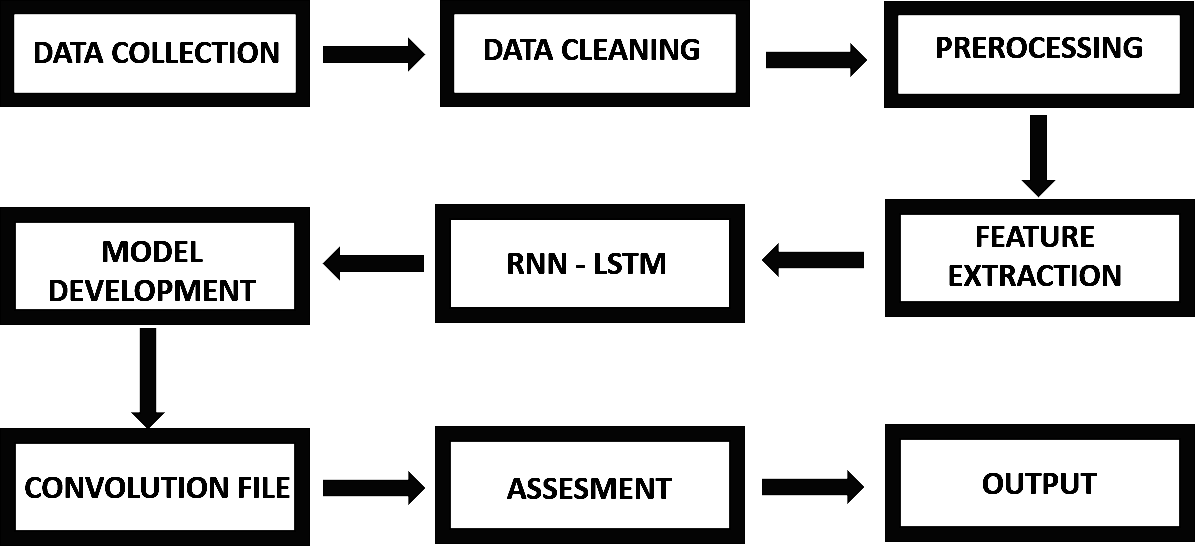 DATA COLLECTION
DATA CLEANING
PREROCESSING
FEATURE
EXTRACTION
RNN - LSTM
MODEL
DEVELOPMENT
CONVOLUTION FILE
ASSESMENT
OUTPUT